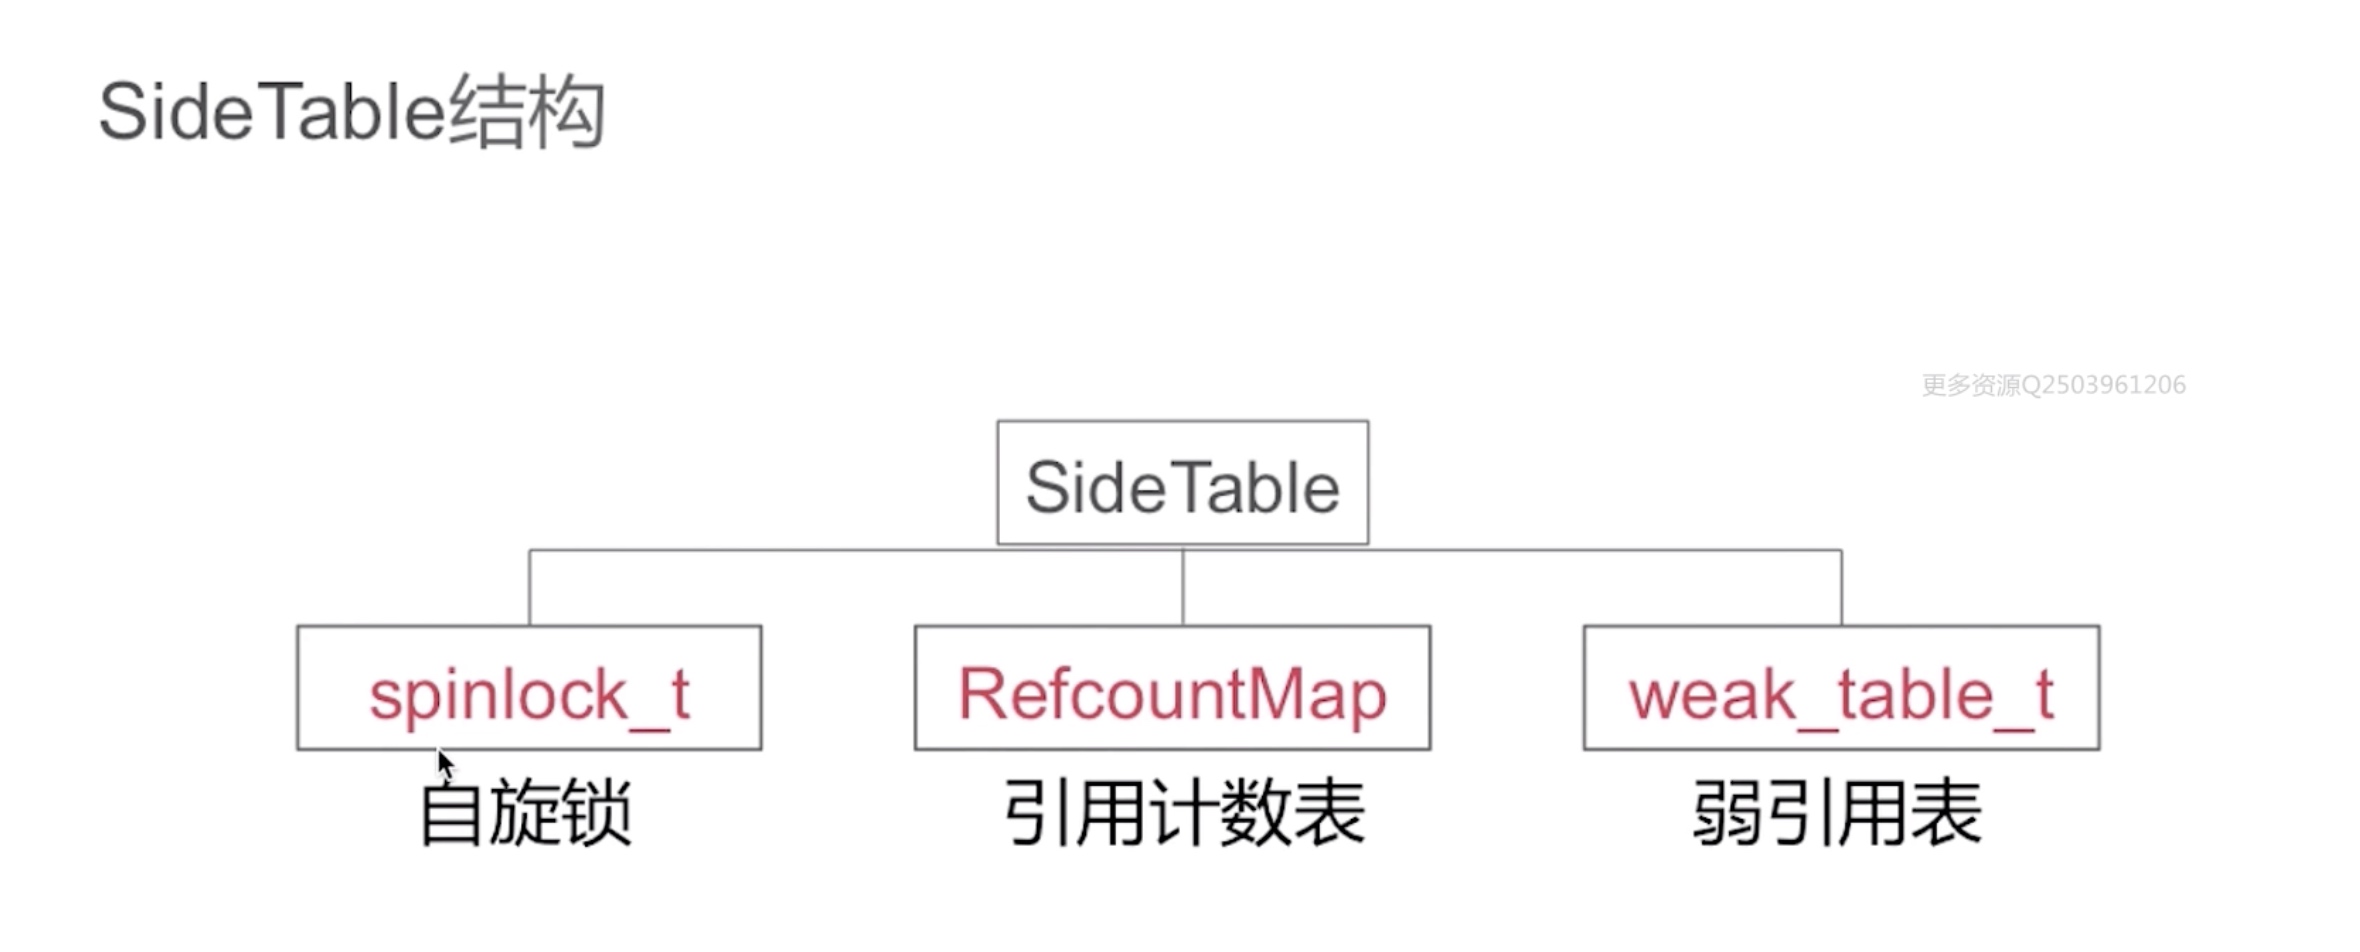 SideTable结构
更多资源Q2503961206
SideTable
spinlock_t
RefcountMap
weak_table_t
自旋锁
引用计数表
弱引用表